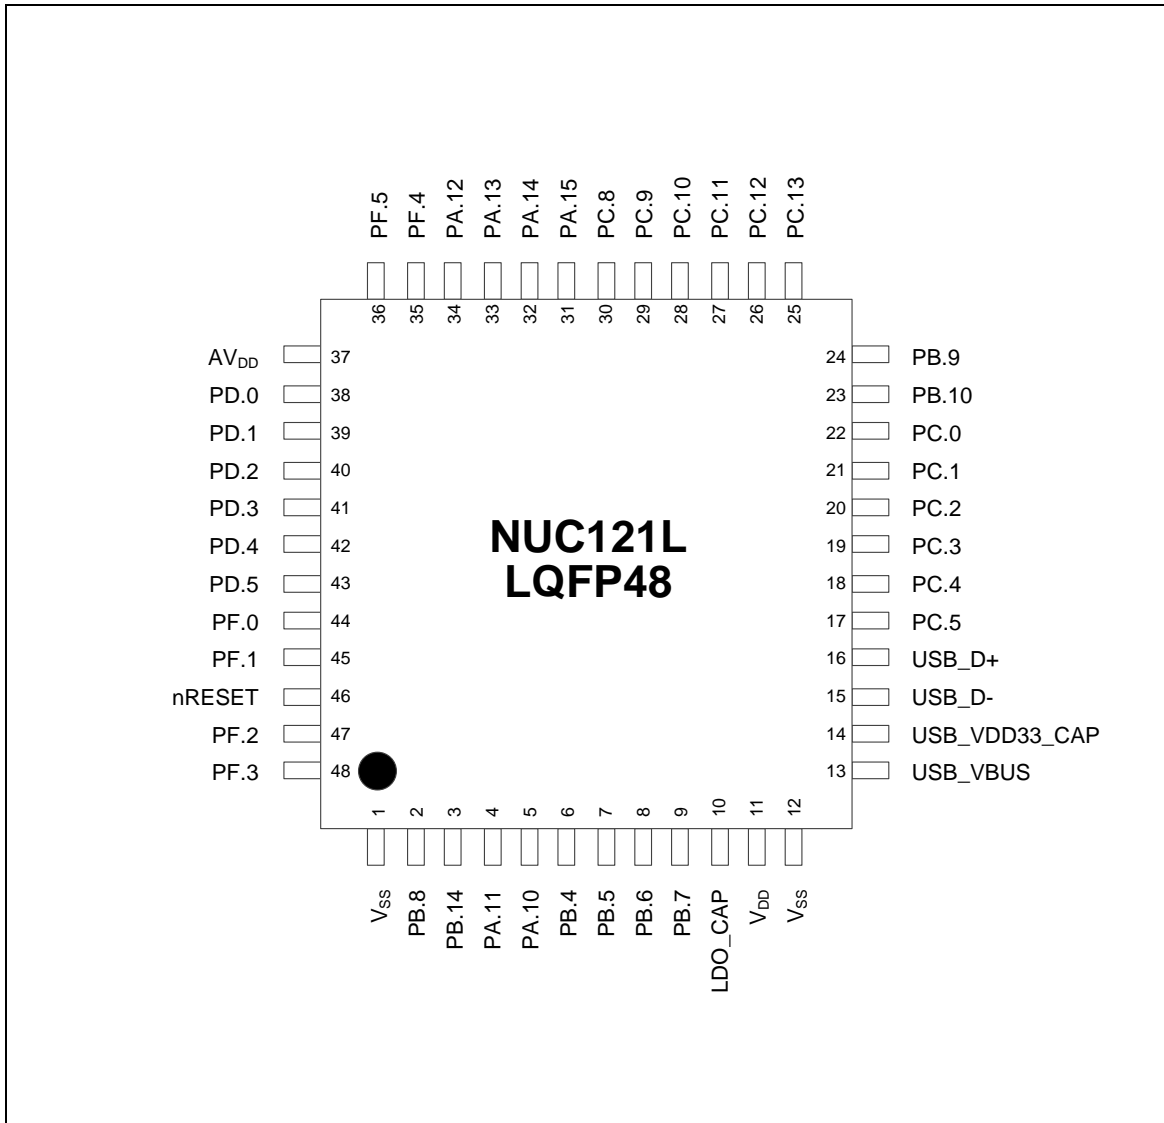 PF.5
PF.4
PA.12
PA.13
PA.14
PA.15
PC.8
PC.9
PC.10
PC.11
PC.12
PC.13
36
35
34
33
32
31
30
29
28
27
26
25
AVDD 37
PD.0 38
PD.1 39
PD.2 40
PD.3 41
PD.4 42
PD.5 43
PF.0 44
PF.1 45
nRESET 46
PF.2 47
PF.3 48
NUC121L
LQFP48
24 PB.9
23 PB.10
22 PC.0
21 PC.1
20 PC.2
19 PC.3
18 PC.4
17 PC.5
16 USB_D+
15 USB_D-
14 USB_VDD33_CAP
13 USB_VBUS
1
2
3
4
5
6
7
8
9
10
11
12
VSS
PB.8
PB.14
PA.11
PA.10
PB.4
PB.5
PB.6
PB.7
LDO_CAP
VDD
VSS